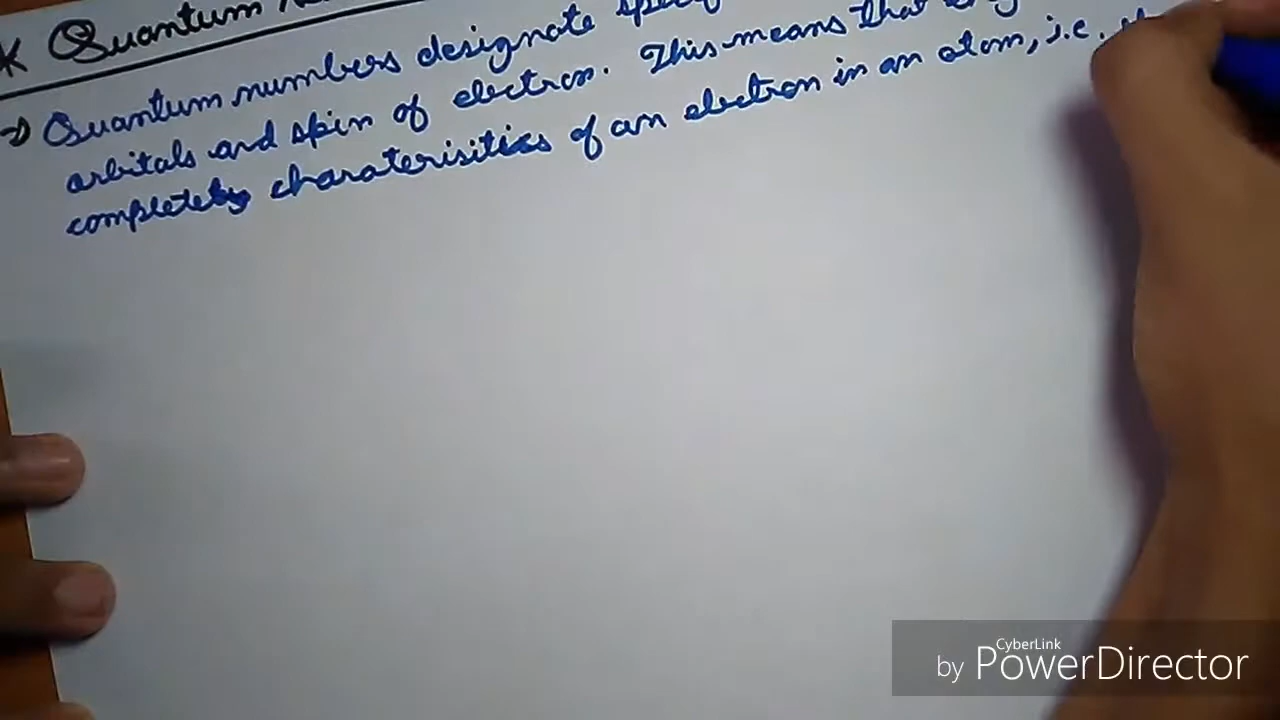 K Quantum
→ Quantum numbers designate
orbitals and spin of electron. This means that
completely charaterisitics of an electron in an atom, i.e.
CyberLink
by PowerDirector